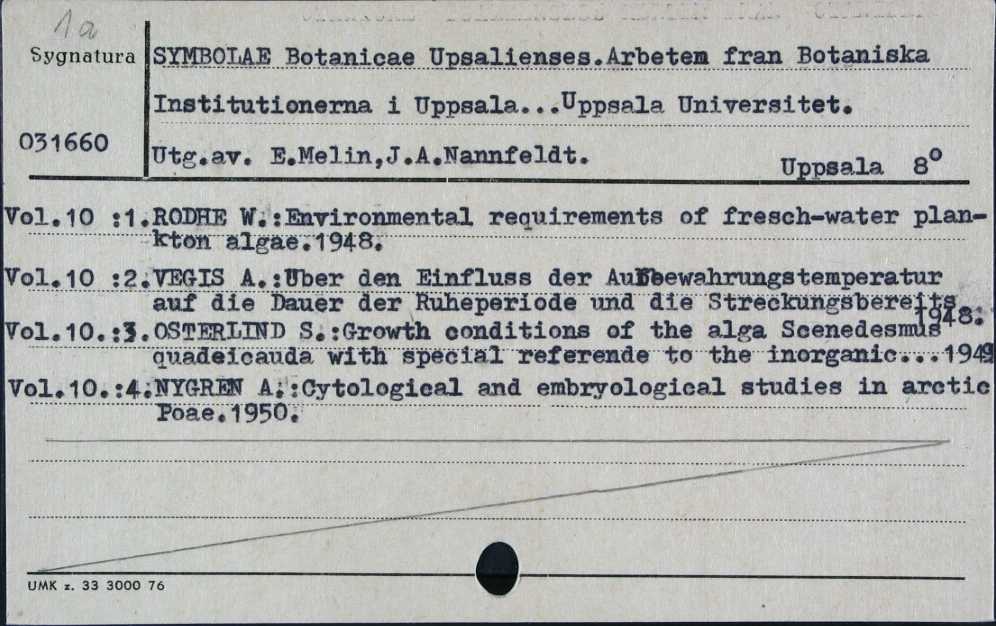 1a
Sygnatura
SYMBOLAE Botanicae Upsalienses.Arbetem fran Botaniska
Institutionerna i Uppsala...Uppsala Universitet.
031660
Utg.av. E.Melin,J.A.Nannfeldt.
Uppsala 8°
Vol.10 :1.RODHE W.:Environmental requirements of fresch-water plan-
kton algae.1948.
Vol.10 :2.VEGIS A.:Uber den Einfluss der Aufbewahrungstemperatur
auf die Dauer der Ruheperiode und die Streckungsbereits
1948.
Vol.10.:3.OSTERLIND S.:Growth conditions of the alga Scenedesmus
quadeicauda with special referende to the inorganic...1949
Vol.10.:4.NYGREN A.:Cytological and embryological studies in arctic
Poae.1950.
UMK z. 33 3000 76